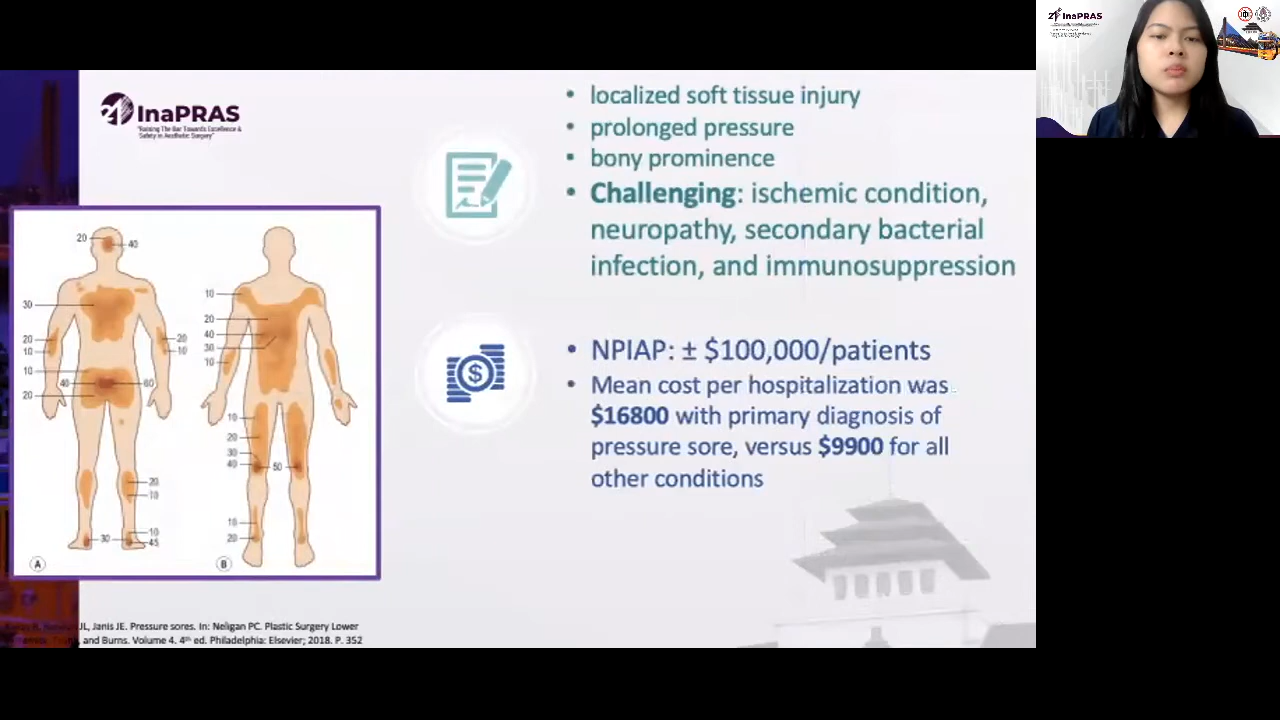 InaPRAS
"Raising The Bar Towards Excellence &
Safety in Aesthetic Surgery"
• localized soft tissue injury
• prolonged pressure
• bony prominence
• Challenging: ischemic condition,
neuropathy, secondary bacterial
infection, and immunosuppression
$
• NPIAP: ± $100,000/patients
• Mean cost per hospitalization was
$16800 with primary diagnosis of
pressure sore, versus $9900 for all
other conditions
20
40
30
20
10
20
10
10
40
60
20
20
10
30
10
45
A
10
20
40
30
10
10
20
30
40
50
10
20
B
JL, Janis JE. Pressure sores. In: Neligan PC. Plastic Surgery Lower
and Burns. Volume 4. 4th ed. Philadelphia: Elsevier; 2018. P. 352
InaPRAS